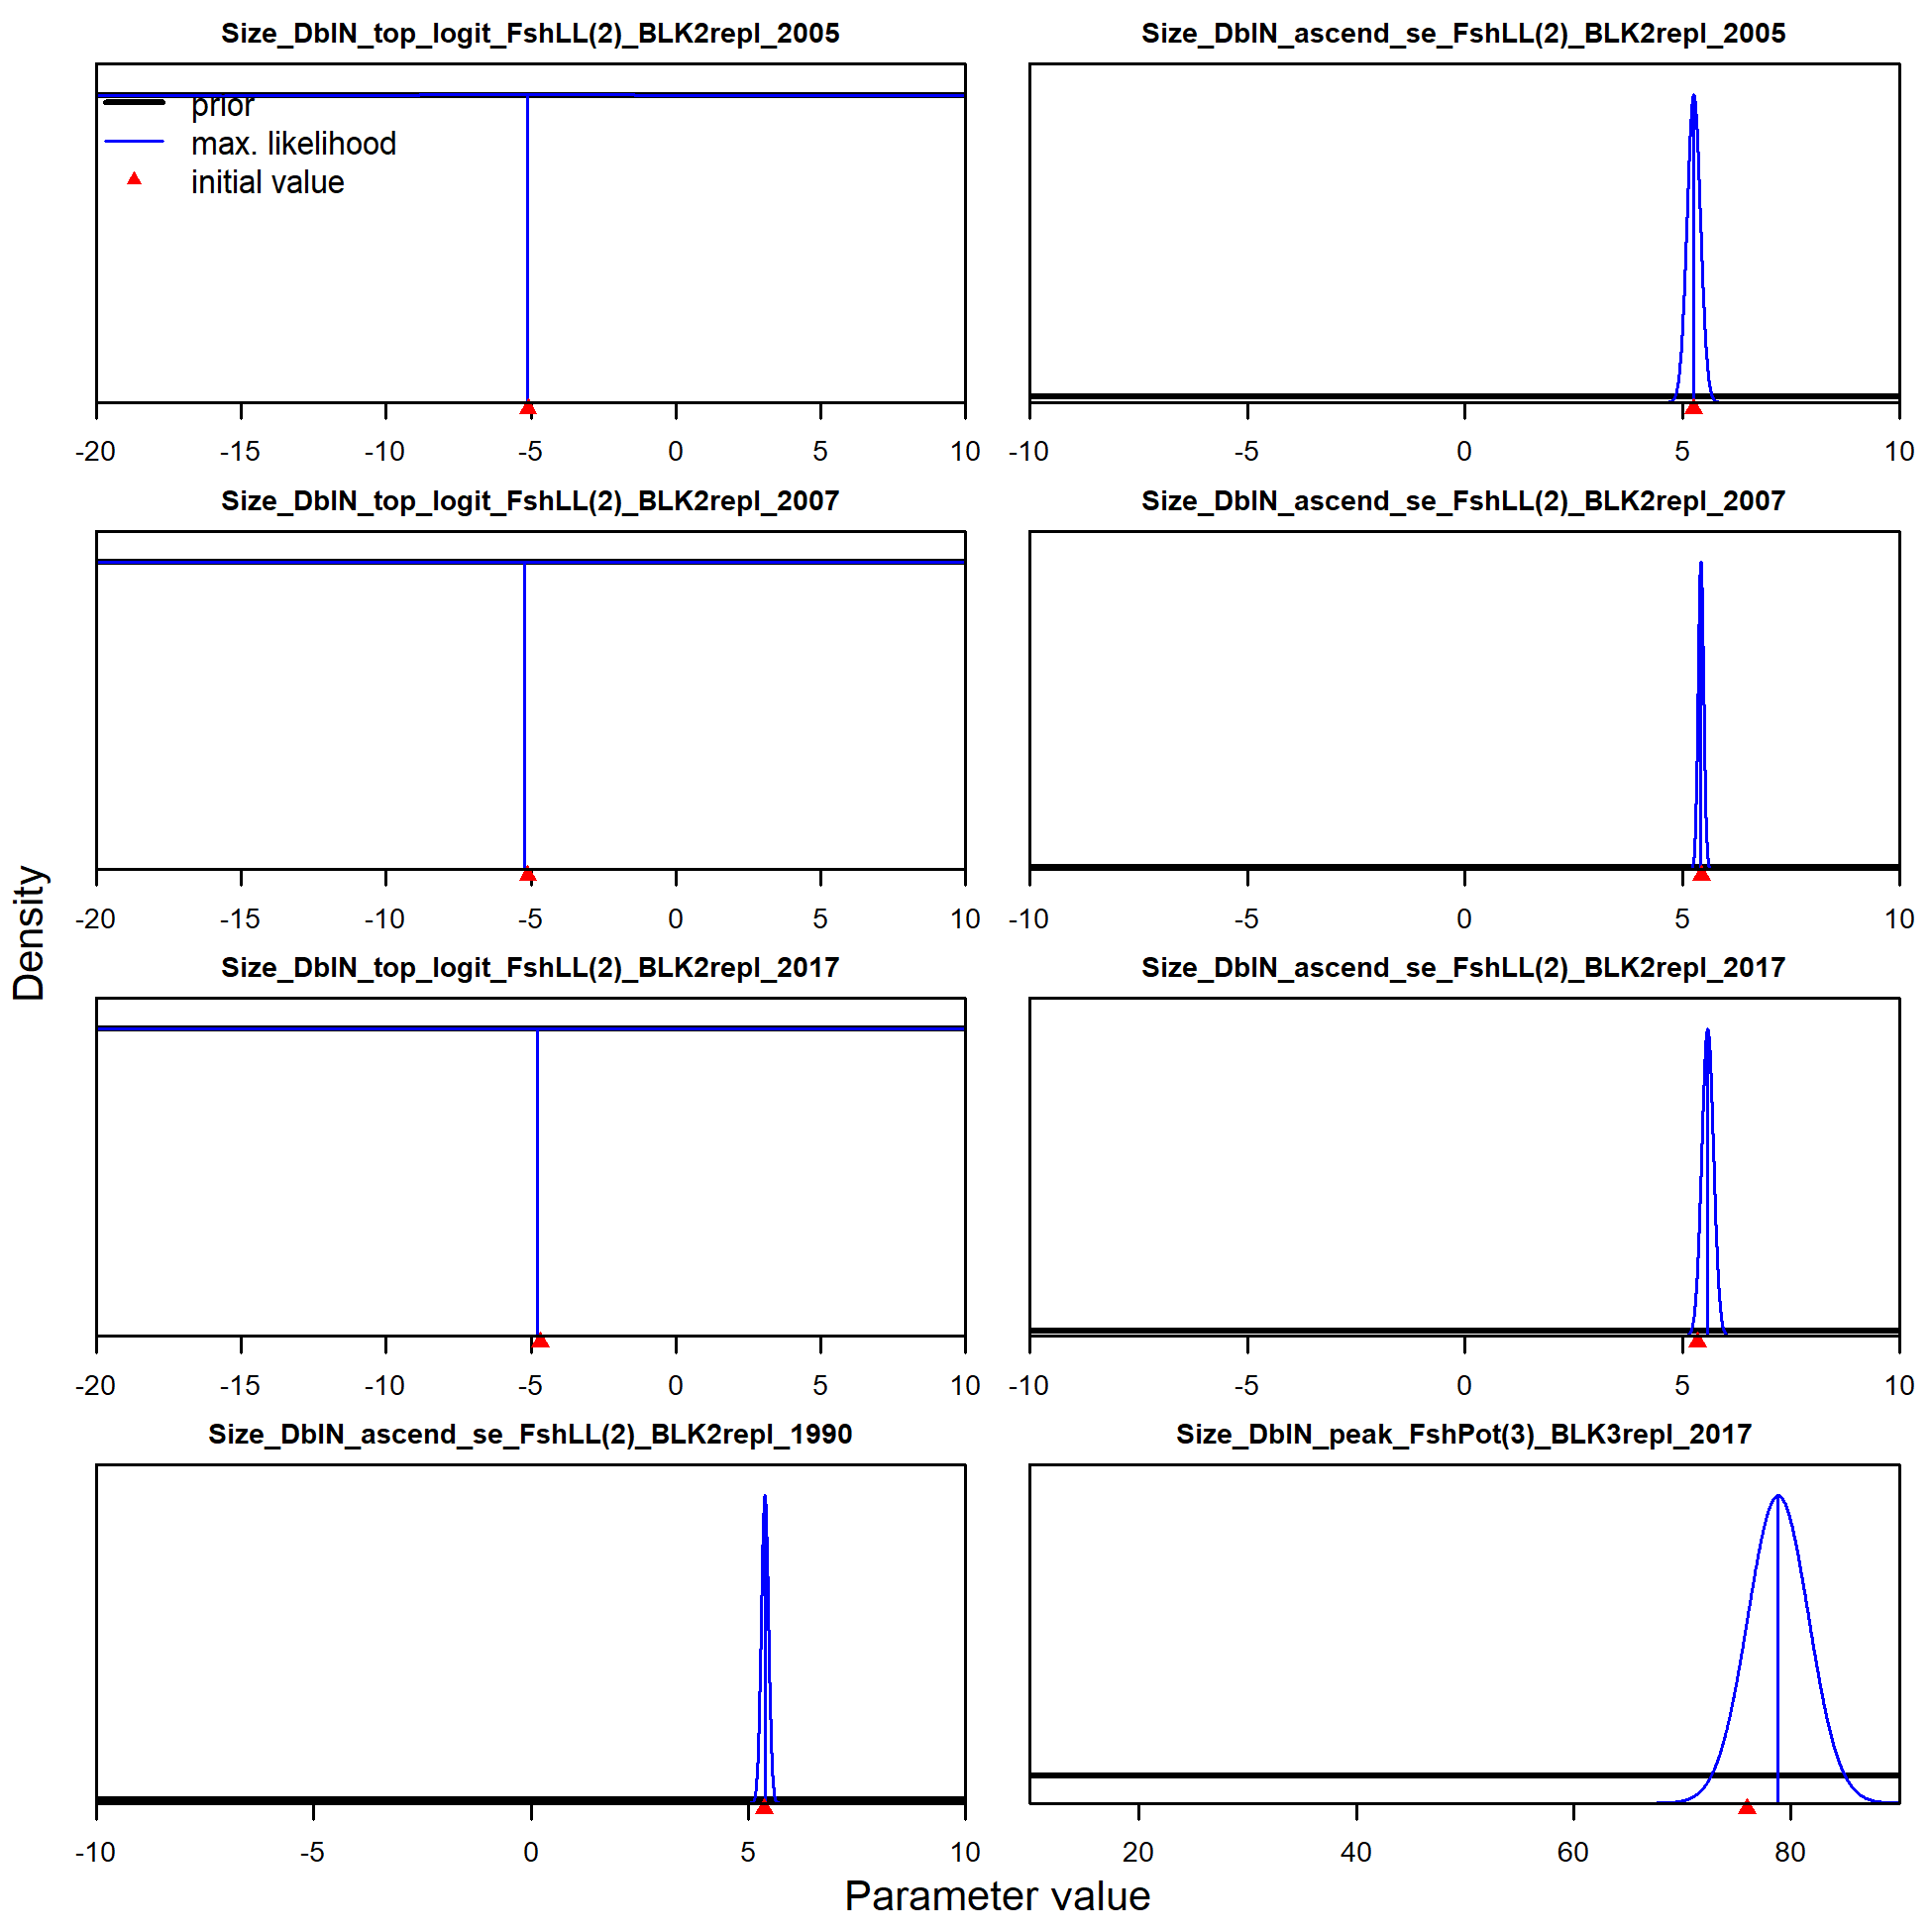 Size_DblN_top_logit_FshLL(2)_BLK2repl_2005
prior
max. likelihood
initial value
-20 -15 -10 -5 0 5 10
Size_DblN_ascend_se_FshLL(2)_BLK2repl_2005
-10 -5 0 5 10
Size_DblN_top_logit_FshLL(2)_BLK2repl_2007
-20 -15 -10 -5 0 5 10
Size_DblN_ascend_se_FshLL(2)_BLK2repl_2007
-10 -5 0 5 10
Size_DblN_top_logit_FshLL(2)_BLK2repl_2017
-20 -15 -10 -5 0 5 10
Size_DblN_ascend_se_FshLL(2)_BLK2repl_2017
-10 -5 0 5 10
Size_DblN_ascend_se_FshLL(2)_BLK2repl_1990
-10 -5 0 5 10
Size_DblN_peak_FshPot(3)_BLK3repl_2017
20 40 60 80
Density
Parameter value